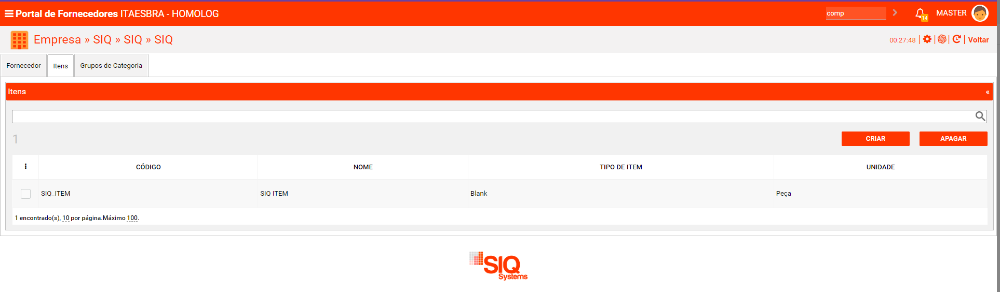 Portal de Fornecedores ITAESBRA - HOMOLOG
comp
14
MASTER
Empresa » SIQ » SIQ » SIQ
00:27:48 | | | | Voltar
Fornecedor
Itens
Grupos de Categoria
Itens
«
1
CRIAR
APAGAR
CÓDIGO
NOME
TIPO DE ITEM
UNIDADE
SIQ_ITEM
SIQ ITEM
Blank
Peça
1 encontrado(s), 10 por página.Máximo 100.
SIQ
Systems